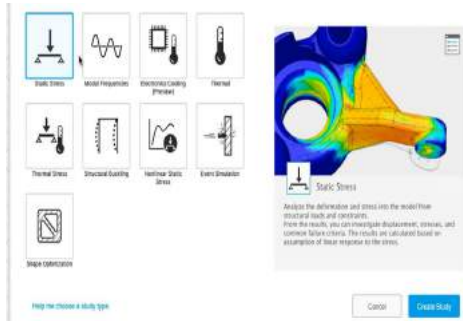 Static Stress
Modal Frequencies
Electronics Cooling
(Preview)
Thermal
Thermal Stress
Structural Buckling
Nonlinear Static
Stress
Event Simulation
Shape Optimization
Help me choose a study type
Static Stress
Analyze the deformation and stress into the model from
structural loads and constraints.
From the results, you can investigate displacement, stresses, and
common failure criteria. The results are calculated based on
assumption of linear response to the stress.
Cancel
Create Study